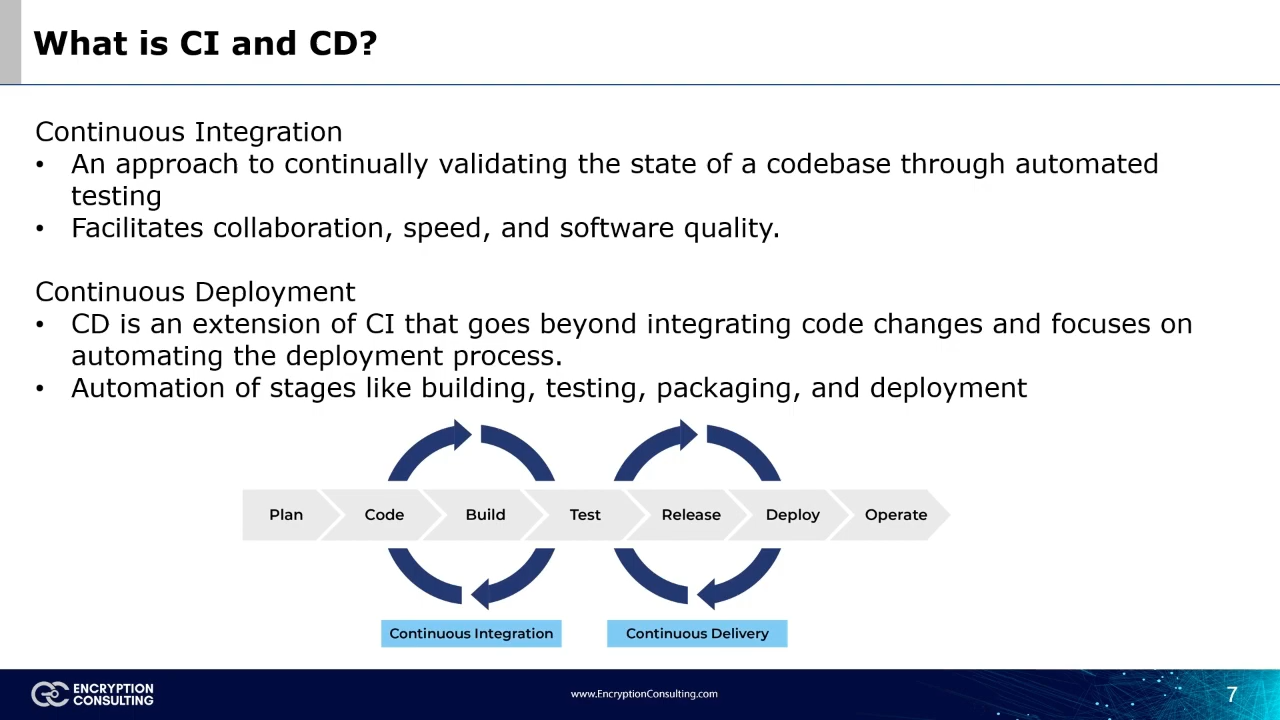 What is CI and CD?
Continuous Integration
• An approach to continually validating the state of a codebase through automated
testing
• Facilitates collaboration, speed, and software quality.
Continuous Deployment
• CD is an extension of CI that goes beyond integrating code changes and focuses on
automating the deployment process.
• Automation of stages like building, testing, packaging, and deployment
Plan Code Build Test Release Deploy Operate
Continuous Integration Continuous Delivery
ENCRYPTION
CONSULTING
www.EncryptionConsulting.com
7